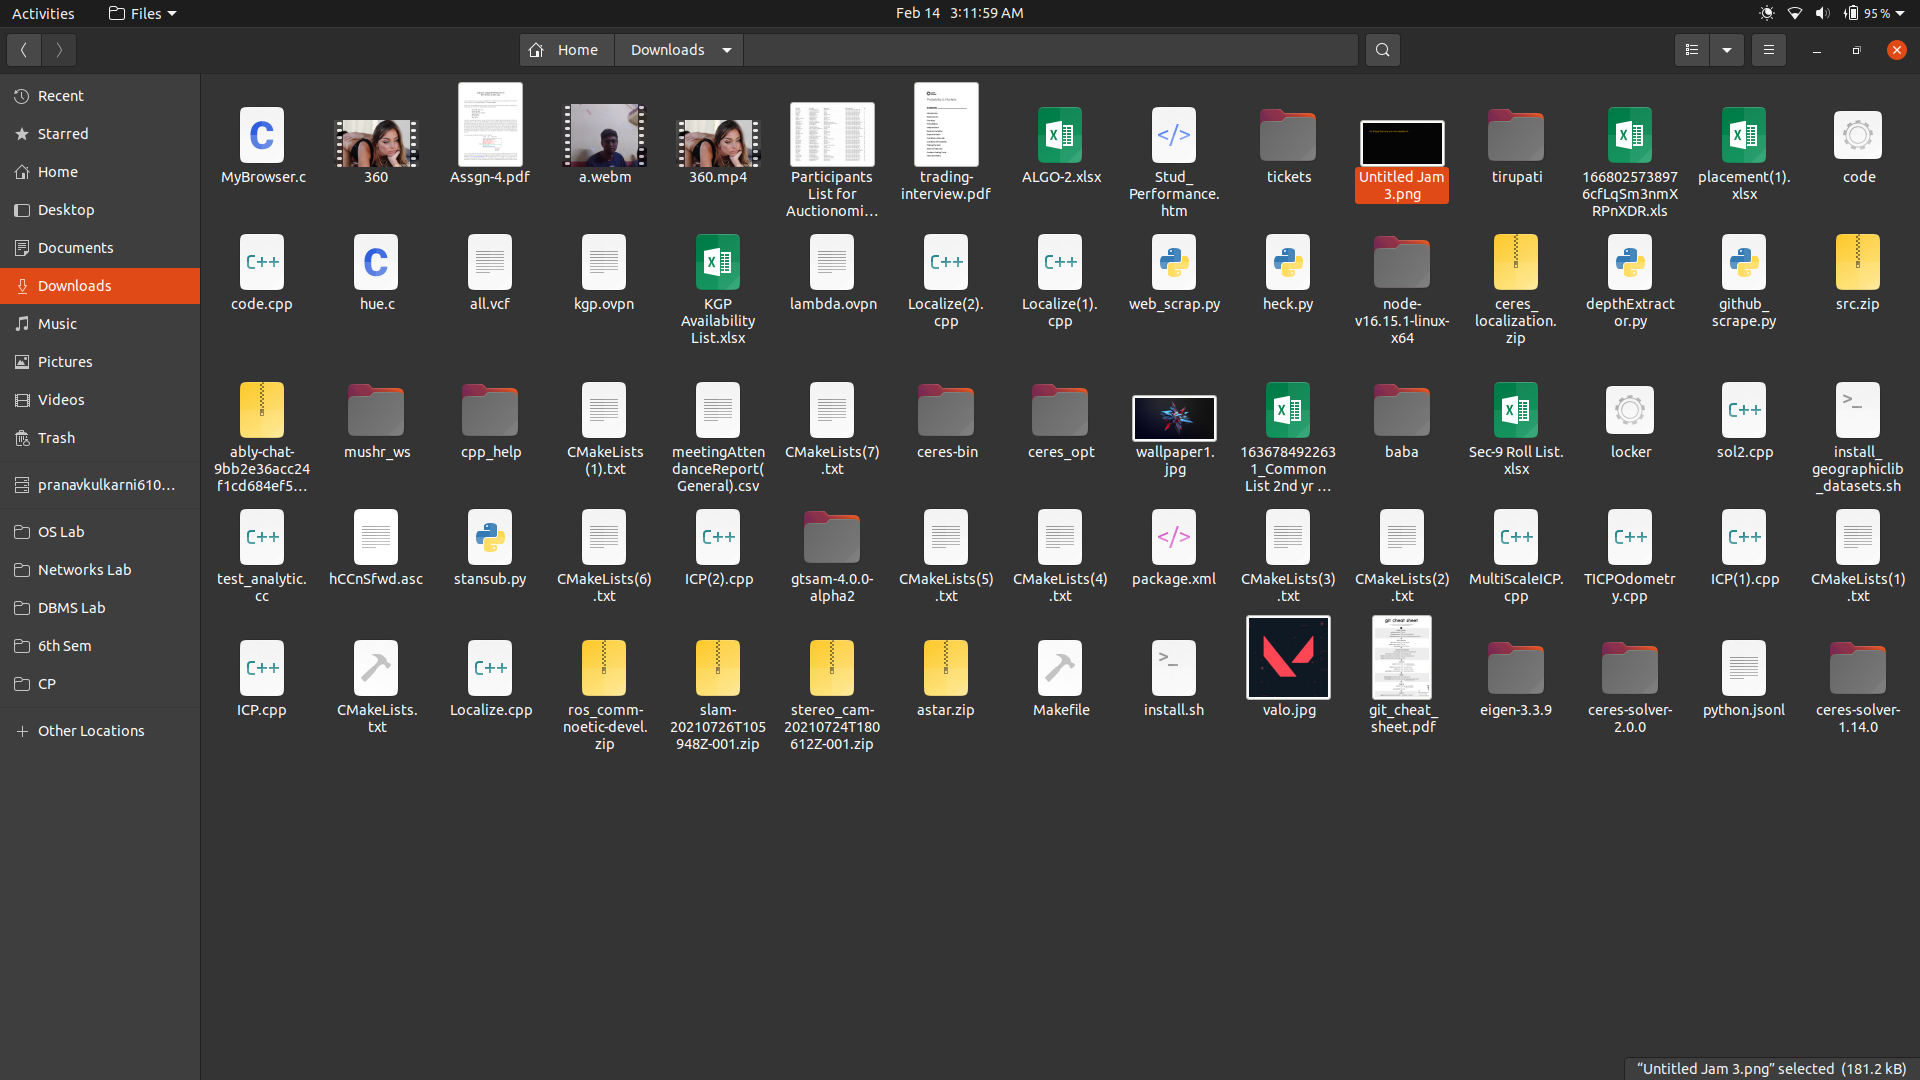 Activities
Files
Feb 14 3:11:59 AM
95 %
Home
Downloads
Recent
Starred
Home
Desktop
Documents
Downloads
Music
Pictures
Videos
Trash
pranavkulkarni610...
OS Lab
Networks Lab
DBMS Lab
6th Sem
CP
Other Locations
MyBrowser.c
360
Assgn-4.pdf
a.webm
360.mp4
Participants
List for
Auctionomi...
trading-
interview.pdf
ALGO-2.xlsx
Stud_
Performance.
htm
tickets
Untitled Jam
3.png
tirupati
166802573897
6cfLqSm3nmX
RPnXDR.xls
placement(1).
xlsx
code
code.cpp
hue.c
all.vcf
kgp.ovpn
KGP
Availability
List.xlsx
lambda.ovpn
Localize(2).
cpp
Localize(1).
cpp
web_scrap.py
heck.py
node-
v16.15.1-linux-
x64
ceres_
localization.
zip
depthExtract
or.py
github_
scrape.py
src.zip
ably-chat-
9bb2e36acc24
f1cd684ef5...
mushr_ws
cpp_help
CMakeLists
(1).txt
meetingAtten
danceReport(
General).csv
CMakeLists(7)
.txt
ceres-bin
ceres_opt
wallpaper1.
jpg
163678492263
1_Common
List 2nd yr ...
baba
Sec-9 Roll List.
xlsx
locker
sol2.cpp
install_
geographiclib
_datasets.sh
test_analytic.
cc
hCCnSfwd.asc
stansub.py
CMakeLists(6)
.txt
ICP(2).cpp
gtsam-4.0.0-
alpha2
CMakeLists(5)
.txt
CMakeLists(4)
.txt
package.xml
CMakeLists(3)
.txt
CMakeLists(2)
.txt
MultiScaleICP.
cpp
TICPOdometr
y.cpp
ICP(1).cpp
CMakeLists(1)
.txt
ICP.cpp
CMakeLists.
txt
Localize.cpp
ros_comm-
noetic-devel.
zip
slam-
20210726T105
948Z-001.zip
stereo_cam-
20210724T180
612Z-001.zip
astar.zip
Makefile
install.sh
valo.jpg
git_cheat_
sheet.pdf
eigen-3.3.9
ceres-solver-
2.0.0
python.jsonl
ceres-solver-
1.14.0
"Untitled Jam 3.png" selected (181.2 kB)